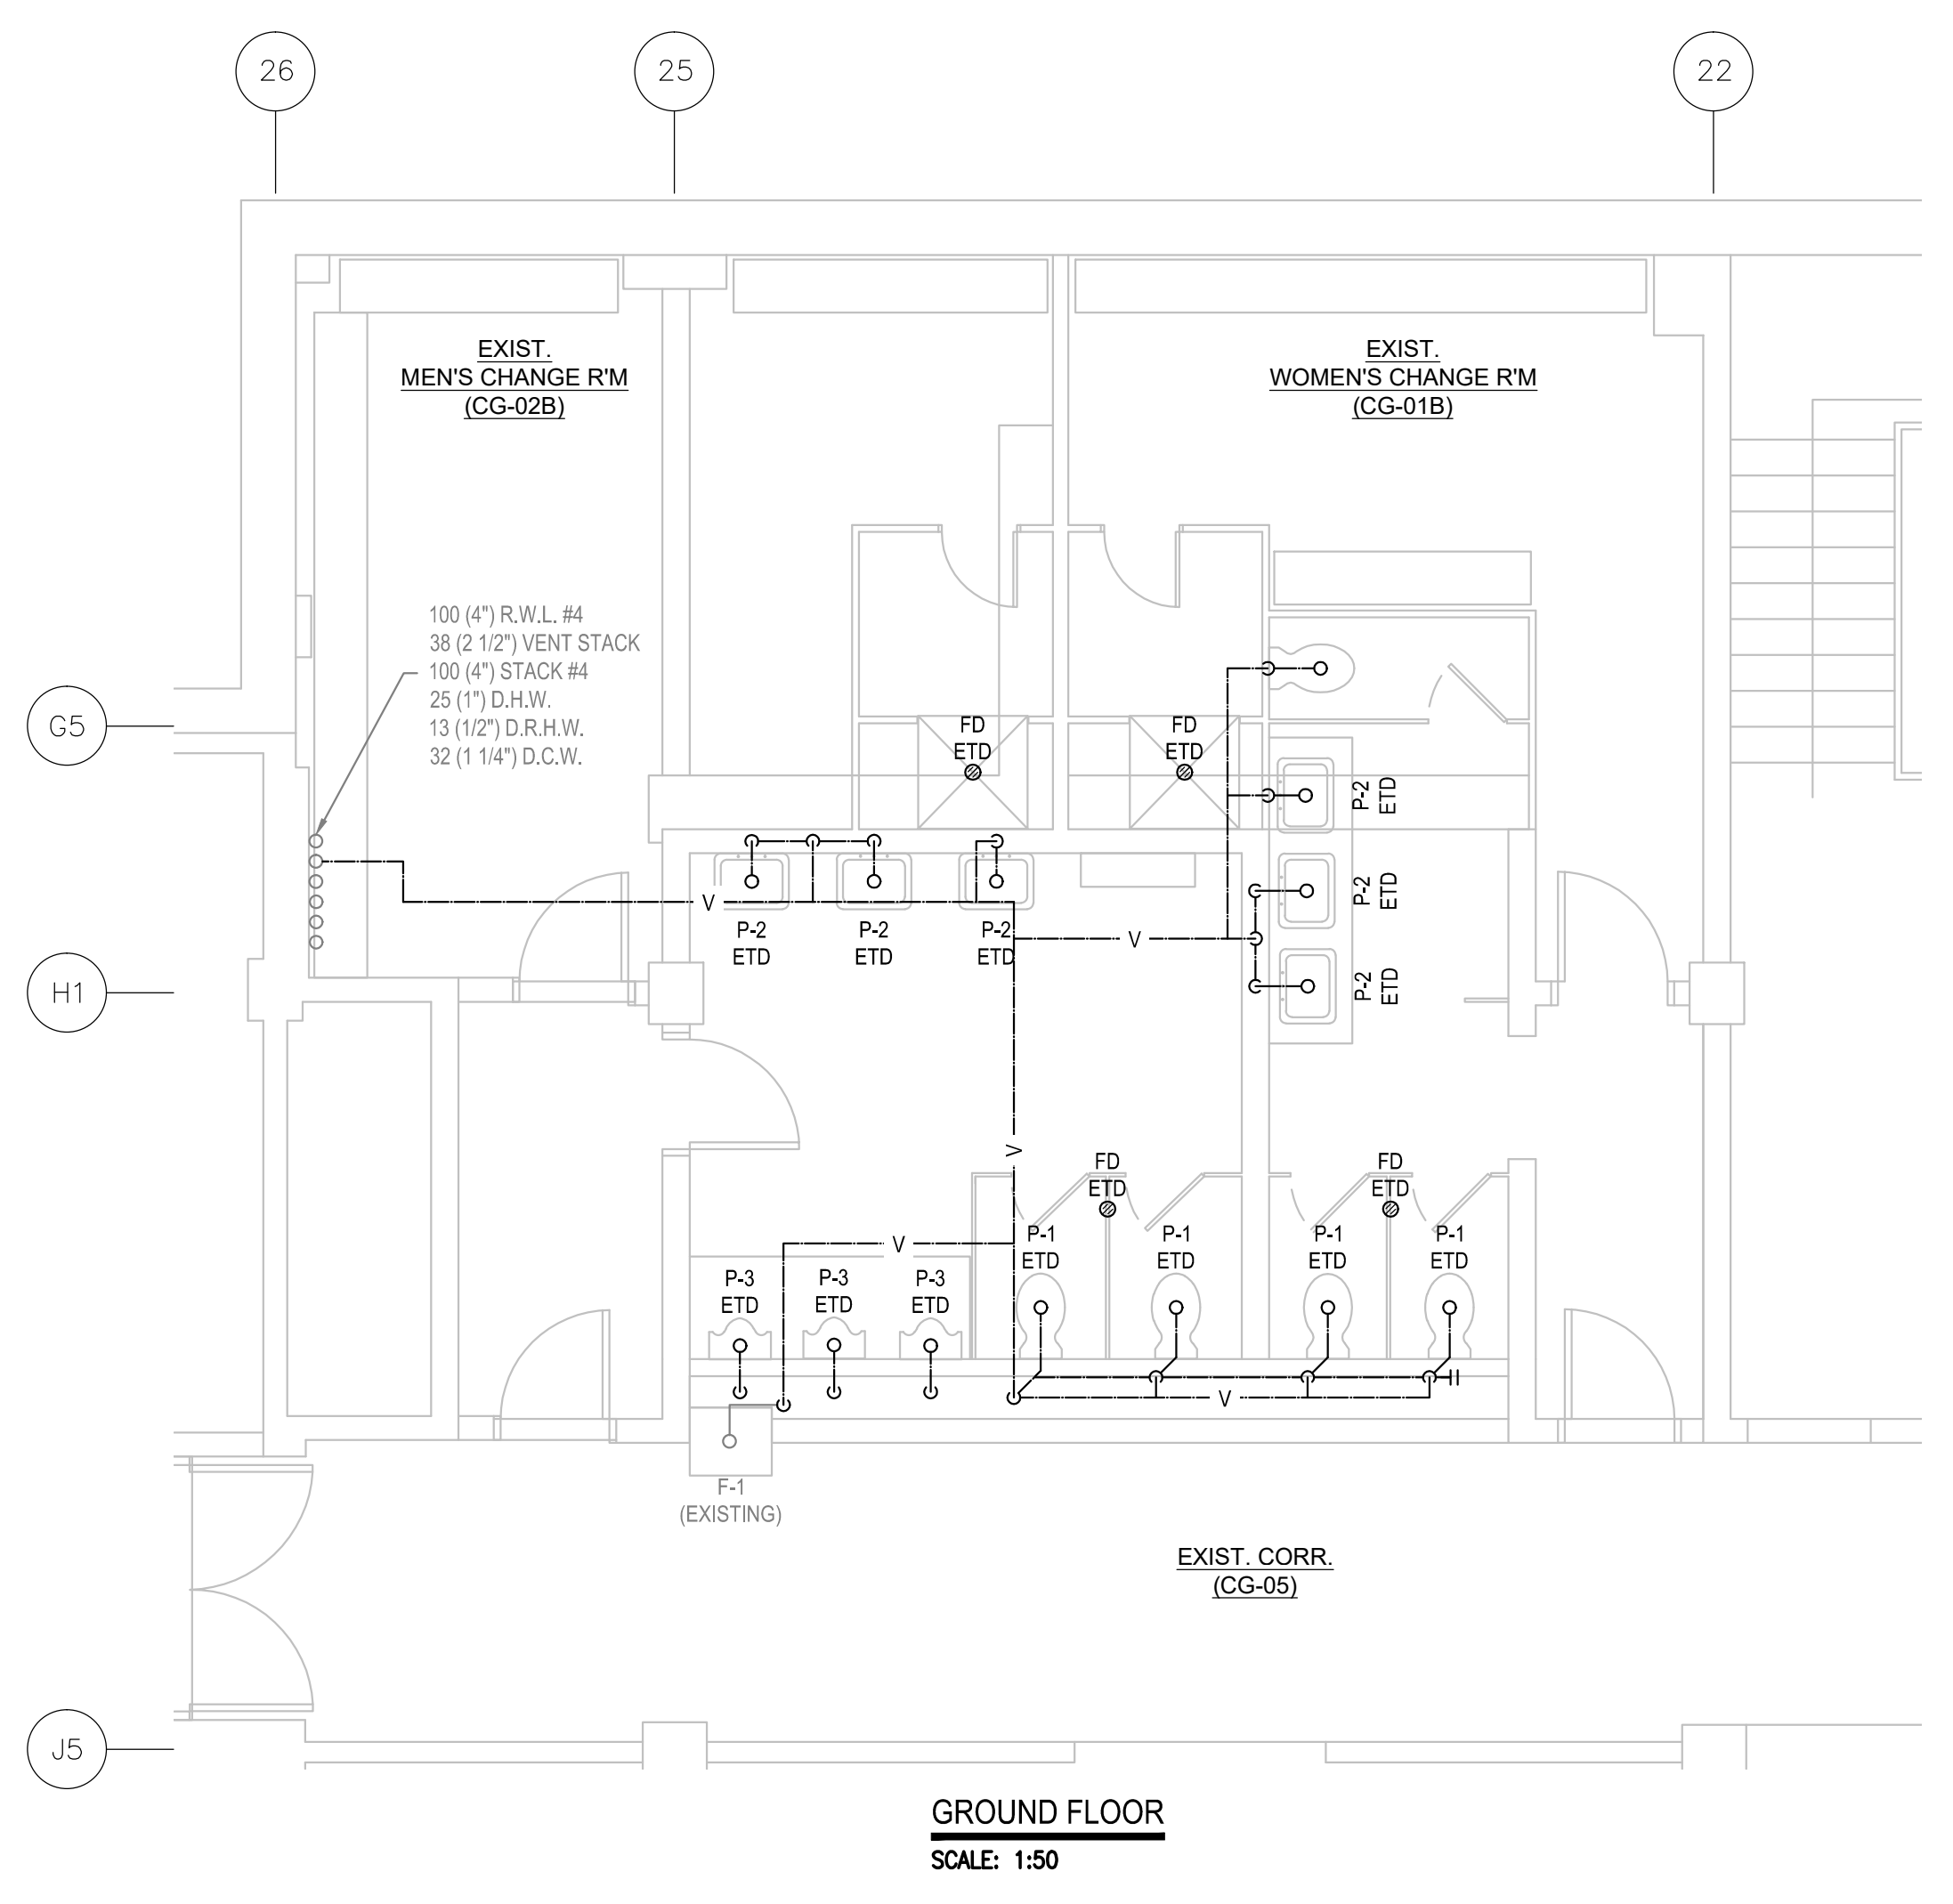 26
25
22
EXIST.
MEN'S CHANGE R'M
(CG-02B)
EXIST.
WOMEN'S CHANGE R'M
(CG-01B)
100 (4") R.W.L. #4
38 (2 1/2") VENT STACK
100 (4") STACK #4
25 (1") D.H.W.
13 (1/2") D.R.H.W.
32 (1 1/4") D.C.W.
G5
FD
ETD
FD
ETD
P-2
ETD
P-2
ETD
P-2
ETD
V
P-2
ETD
P-2
ETD
P-2
ETD
V
H1
V
FD
ETD
FD
ETD
P-1
ETD
P-1
ETD
P-1
ETD
P-1
ETD
V
P-3
ETD
P-3
ETD
P-3
ETD
V
F-1
(EXISTING)
EXIST. CORR.
(CG-05)
J5
GROUND FLOOR
SCALE: 1:50